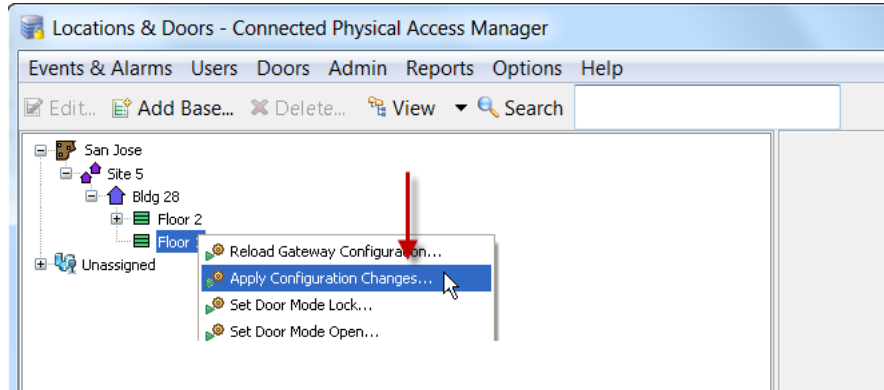 Locations & Doors - Connected Physical Access Manager
Events & Alarms Users Doors Admin Reports Options Help
Edit... Add Base... Delete... View Search
San Jose
Site 5
Bldg 28
Floor 2
Floor
Unassigned
Reload Gateway Configuration...
Apply Configuration Changes...
Set Door Mode Lock...
Set Door Mode Open...